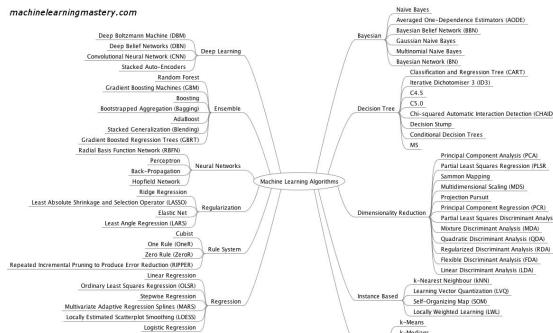 machinelearningmastery.com
Deep Boltzmann Machine (DBM)
Deep Belief Networks (DBN)
Convolutional Neural Network (CNN)
Stacked Auto-Encoders
Deep Learning
Random Forest
Gradient Boosting Machines (GBM)
Boosting
Bootstrapped Aggregation (Bagging)
AdaBoost
Stacked Generalization (Blending)
Gradient Boosted Regression Trees (GBRT)
Ensemble
Radial Basis Function Network (RBFN)
Perceptron
Back-Propagation
Hopfield Network
Neural Networks
Ridge Regression
Least Absolute Shrinkage and Selection Operator (LASSO)
Elastic Net
Least Angle Regression (LARS)
Regularization
Cubist
One Rule (OneR)
Zero Rule (ZeroR)
Repeated Incremental Pruning to Produce Error Reduction (RIPPER)
Rule System
Linear Regression
Ordinary Least Squares Regression (OLSR)
Stepwise Regression
Multivariate Adaptive Regression Splines (MARS)
Locally Estimated Scatterplot Smoothing (LOESS)
Logistic Regression
Regression
Machine Learning Algorithms
Bayesian
Naive Bayes
Averaged One-Dependence Estimators (AODE)
Bayesian Belief Network (BBN)
Gaussian Naive Bayes
Multinomial Naive Bayes
Bayesian Network (BN)
Decision Tree
Classification and Regression Tree (CART)
Iterative Dichotomiser 3 (ID3)
C4.5
C5.0
Chi-squared Automatic Interaction Detection (CHAID
Decision Stump
Conditional Decision Trees
M5
Dimensionality Reduction
Principal Component Analysis (PCA)
Partial Least Squares Regression (PLSR
Sammon Mapping
Multidimensional Scaling (MDS)
Projection Pursuit
Principal Component Regression (PCR)
Partial Least Squares Discriminant Analys
Mixture Discriminant Analysis (MDA)
Quadratic Discriminant Analysis (QDA)
Regularized Discriminant Analysis (RDA)
Flexible Discriminant Analysis (FDA)
Linear Discriminant Analysis (LDA)
Instance Based
k-Nearest Neighbour (kNN)
Learning Vector Quantization (LVQ)
Self-Organizing Map (SOM)
Locally Weighted Learning (LWL)
k-Means
k-Medians